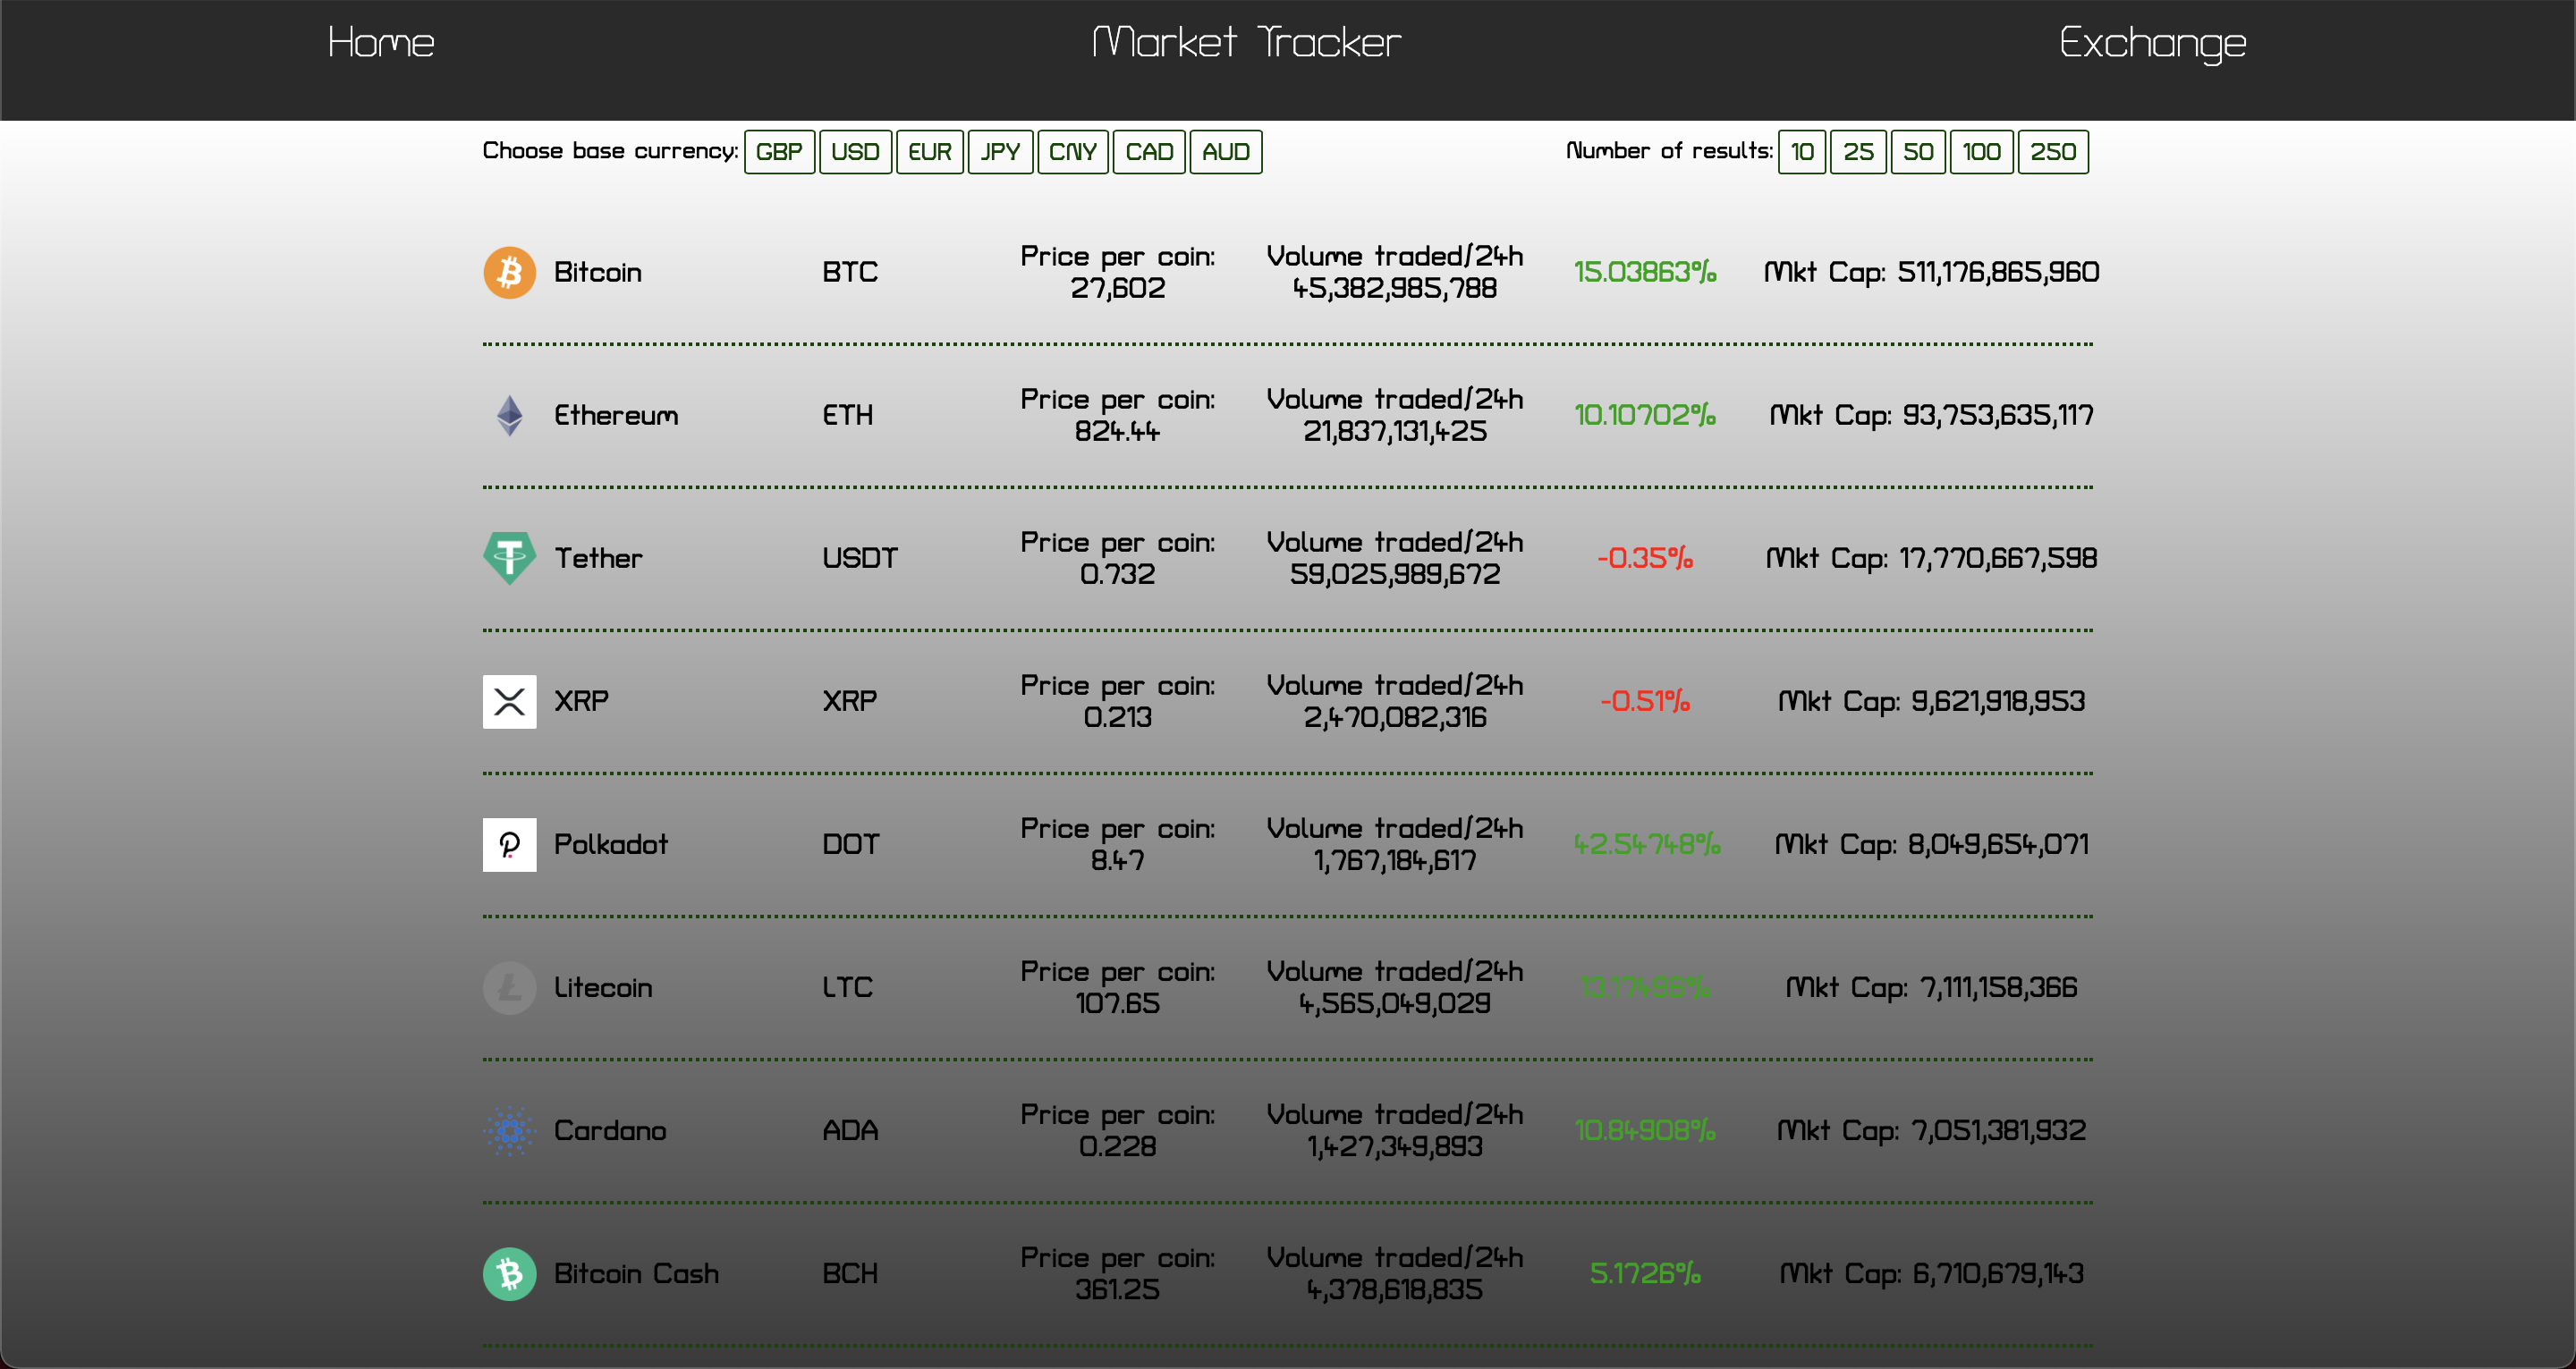 Home Market Tracker Exchange
Choose base currency: GBP USD EUR JPY CNY CAD AUD Number of results: 10 25 50 100 250
Bitcoin BTC Price per coin: 27,602 Volume traded/24h 45,382,985,788 15.03863% Mkt Cap: 511,176,865,960
Ethereum ETH Price per coin: 824.44 Volume traded/24h 21,837,131,425 10.10702% Mkt Cap: 93,753,635,117
Tether USDT Price per coin: 0.732 Volume traded/24h 59,025,989,672 -0.35% Mkt Cap: 17,770,667,598
XRP XRP Price per coin: 0.213 Volume traded/24h 2,470,082,316 -0.51% Mkt Cap: 9,621,918,953
Polkadot DOT Price per coin: 8.47 Volume traded/24h 1,767,184,617 42.54748% Mkt Cap: 8,049,654,071
Litecoin LTC Price per coin: 107.65 Volume traded/24h 4,565,049,029 13.17496% Mkt Cap: 7,111,158,366
Cardano ADA Price per coin: 0.228 Volume traded/24h 1,427,349,893 10.84908% Mkt Cap: 7,051,381,932
Bitcoin Cash BCH Price per coin: 361.25 Volume traded/24h 4,378,618,835 5.1726% Mkt Cap: 6,710,679,143